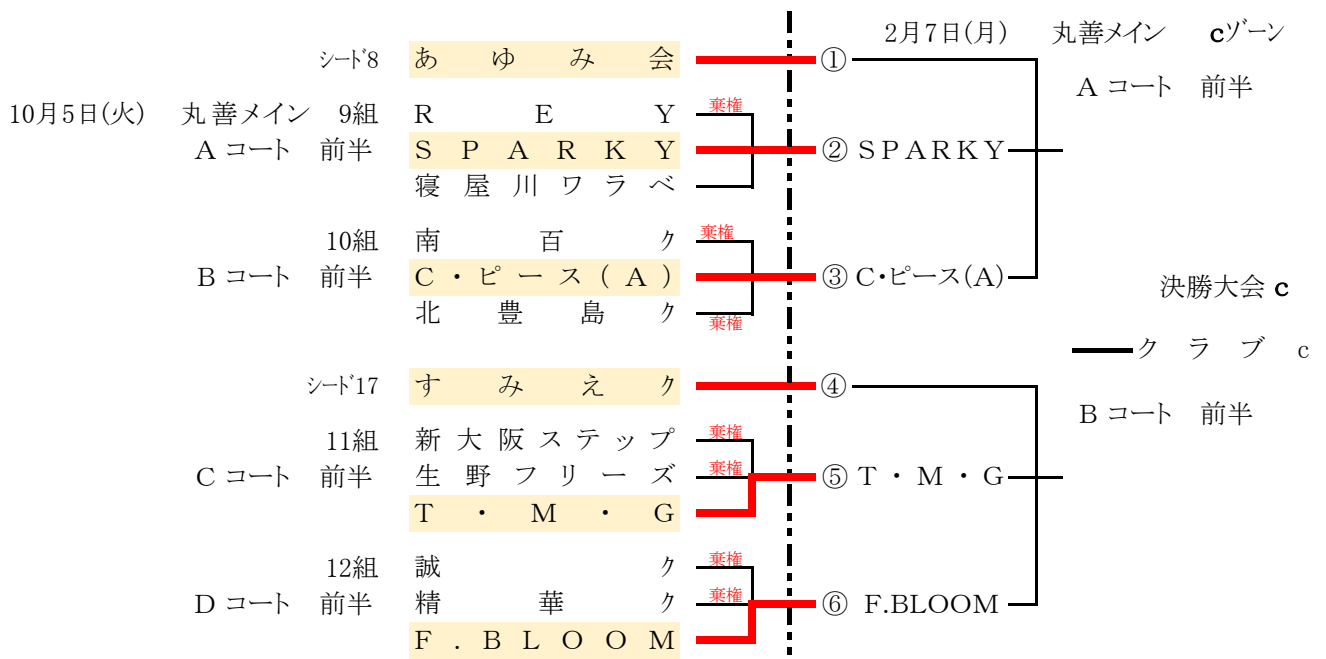 2月7日(月) 丸善メイン cゾーン
シード8 あゆみ会 ①
A コート 前半
10月5日(火) 丸善メイン 9組 REY 棄権
A コート 前半 SPARKY ② SPARKY
寝屋川ワラベ
10組 南百ク 棄権
B コート 前半 C・ピース(A) ③ C・ピース(A)
決勝大会 c
北豊島ク 棄権
クラブ c
シード17 すみえク ④
B コート 前半
11組 新大阪ステップ 棄権
C コート 前半 生野フリーズ 棄権 ⑤ T・M・G
T・M・G
12組 誠ク 棄権
D コート 前半 精華ク 棄権 ⑥ F.BLOOM
F.BLOOM